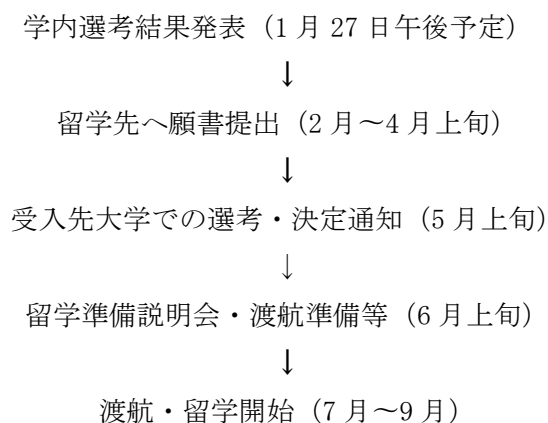 学内選考結果発表（1月27日午後予定）
↓
留学先へ願書提出（2月～4月上旬）
↓
受入先大学での選考・決定通知（5月上旬）
↓
留学準備説明会・渡航準備等（6月上旬）
↓
渡航・留学開始（7月～9月）